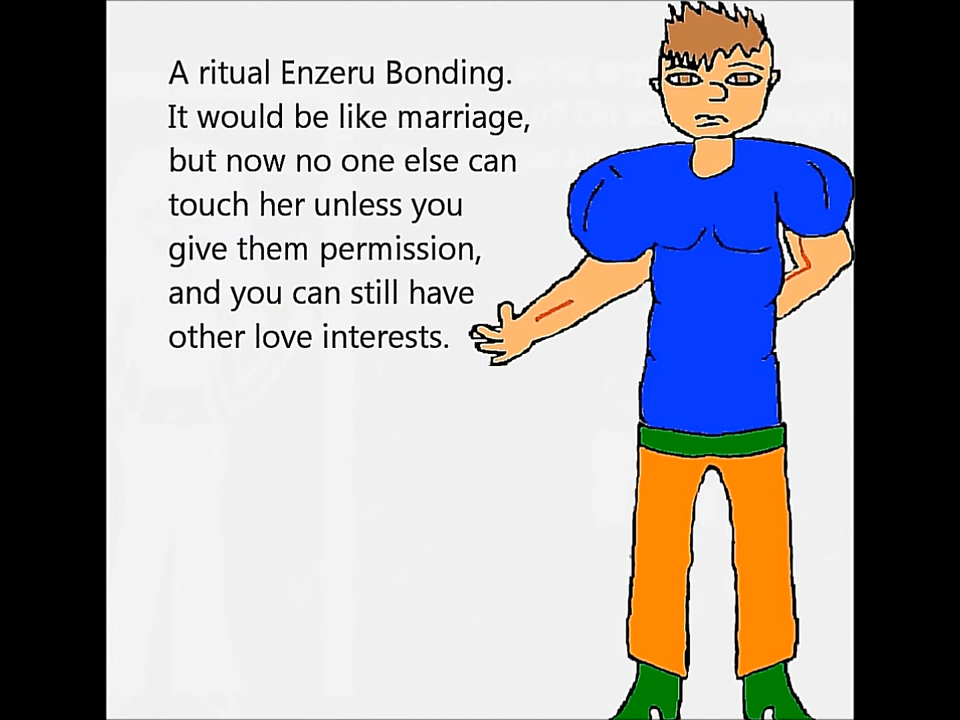 A ritual Enzeru Bonding.
It would be like marriage,
but now no one else can
touch her unless you
give them permission,
and you can still have
other love interests.